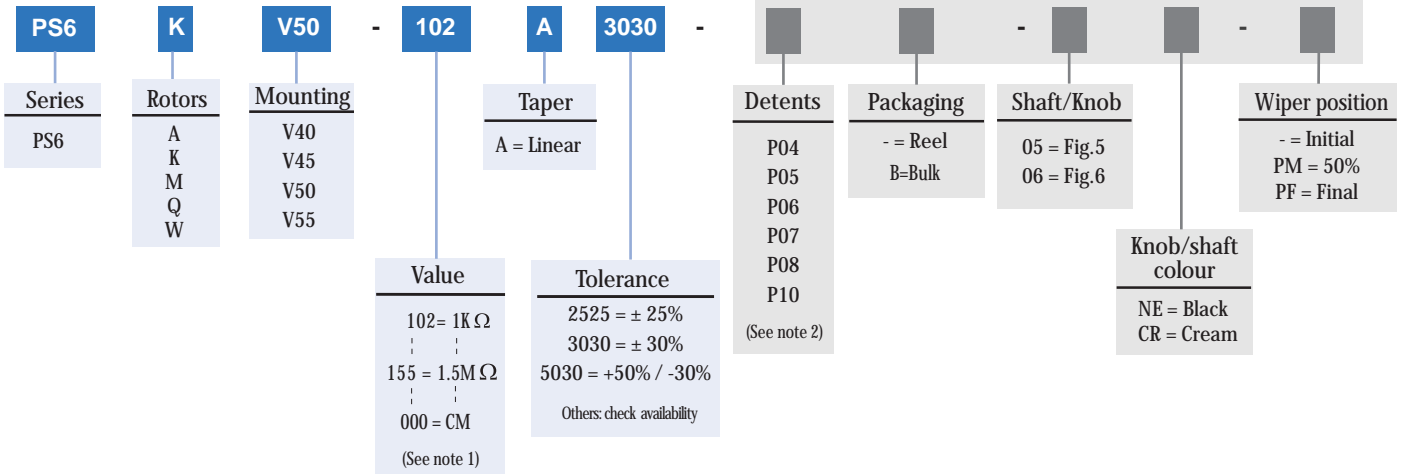 PS6 K V50 - 102 A 3030 - - -
Series
PS6
Rotors
A
K
M
Q
W
Mounting
V40
V45
V50
V55
Value
102= 1K Ω
155 = 1.5M Ω
000 = CM
(See note 1)
Taper
A = Linear
Tolerance
2525 = ± 25%
3030 = ± 30%
5030 = +50% / -30%
Others: check availability
Detents
P04
P05
P06
P07
P08
P10
(See note 2)
Packaging
- = Reel
B=Bulk
Shaft/Knob
05 = Fig.5
06 = Fig.6
Knob/shaft
colour
NE = Black
CR = Cream
Wiper position
- = Initial
PM = 50%
PF = Final